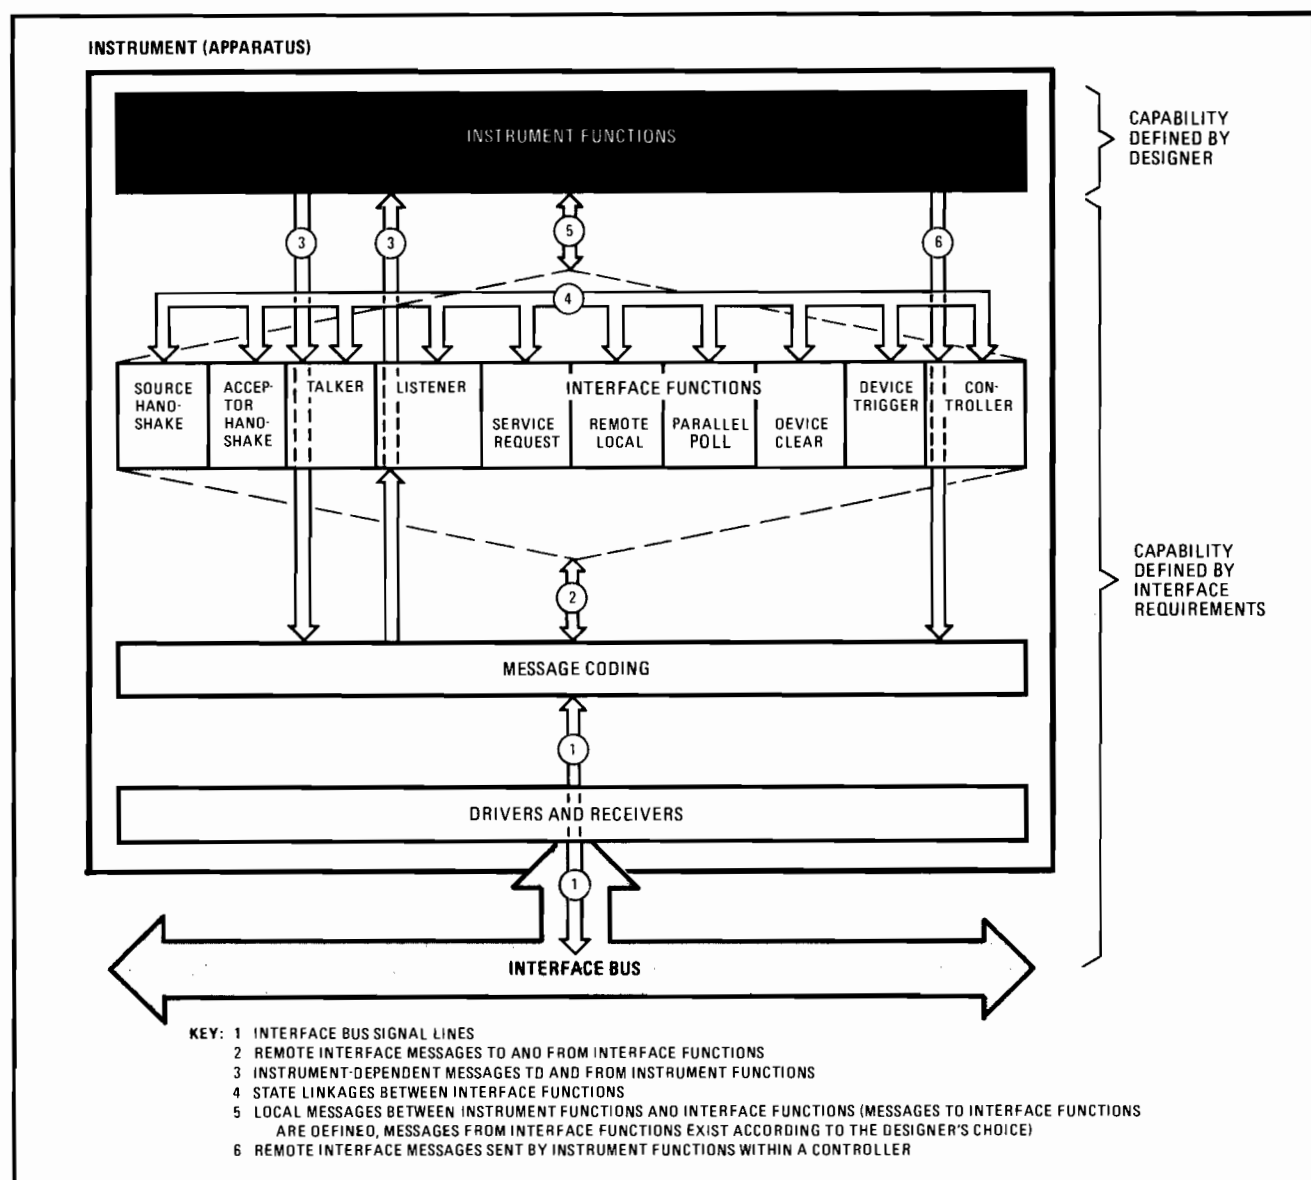 INSTRUMENT (APPARATUS)
INSTRUMENT FUNCTIONS
CAPABILITY
DEFINED BY
DESIGNER
3
3
5
6
4
SOURCE
HAND-
SHAKE
ACCEP-
TOR
HAND-
SHAKE
TALKER
LISTENER
INTERFACE FUNCTIONS
SERVICE
REQUEST
REMOTE
LOCAL
PARALLEL
POLL
DEVICE
CLEAR
DEVICE
TRIGGER
CON-
TROLLER
2
CAPABILITY
DEFINED BY
INTERFACE
REQUIREMENTS
MESSAGE CODING
1
DRIVERS AND RECEIVERS
1
INTERFACE BUS
KEY: 1 INTERFACE BUS SIGNAL LINES
2 REMOTE INTERFACE MESSAGES TO AND FROM INTERFACE FUNCTIONS
3 INSTRUMENT-DEPENDENT MESSAGES TO AND FROM INSTRUMENT FUNCTIONS
4 STATE LINKAGES BETWEEN INTERFACE FUNCTIONS
5 LOCAL MESSAGES BETWEEN INSTRUMENT FUNCTIONS AND INTERFACE FUNCTIONS (MESSAGES TO INTERFACE FUNCTIONS
ARE DEFINED, MESSAGES FROM INTERFACE FUNCTIONS EXIST ACCORDING TO THE DESIGNER'S CHOICE)
6 REMOTE INTERFACE MESSAGES SENT BY INSTRUMENT FUNCTIONS WITHIN A CONTROLLER